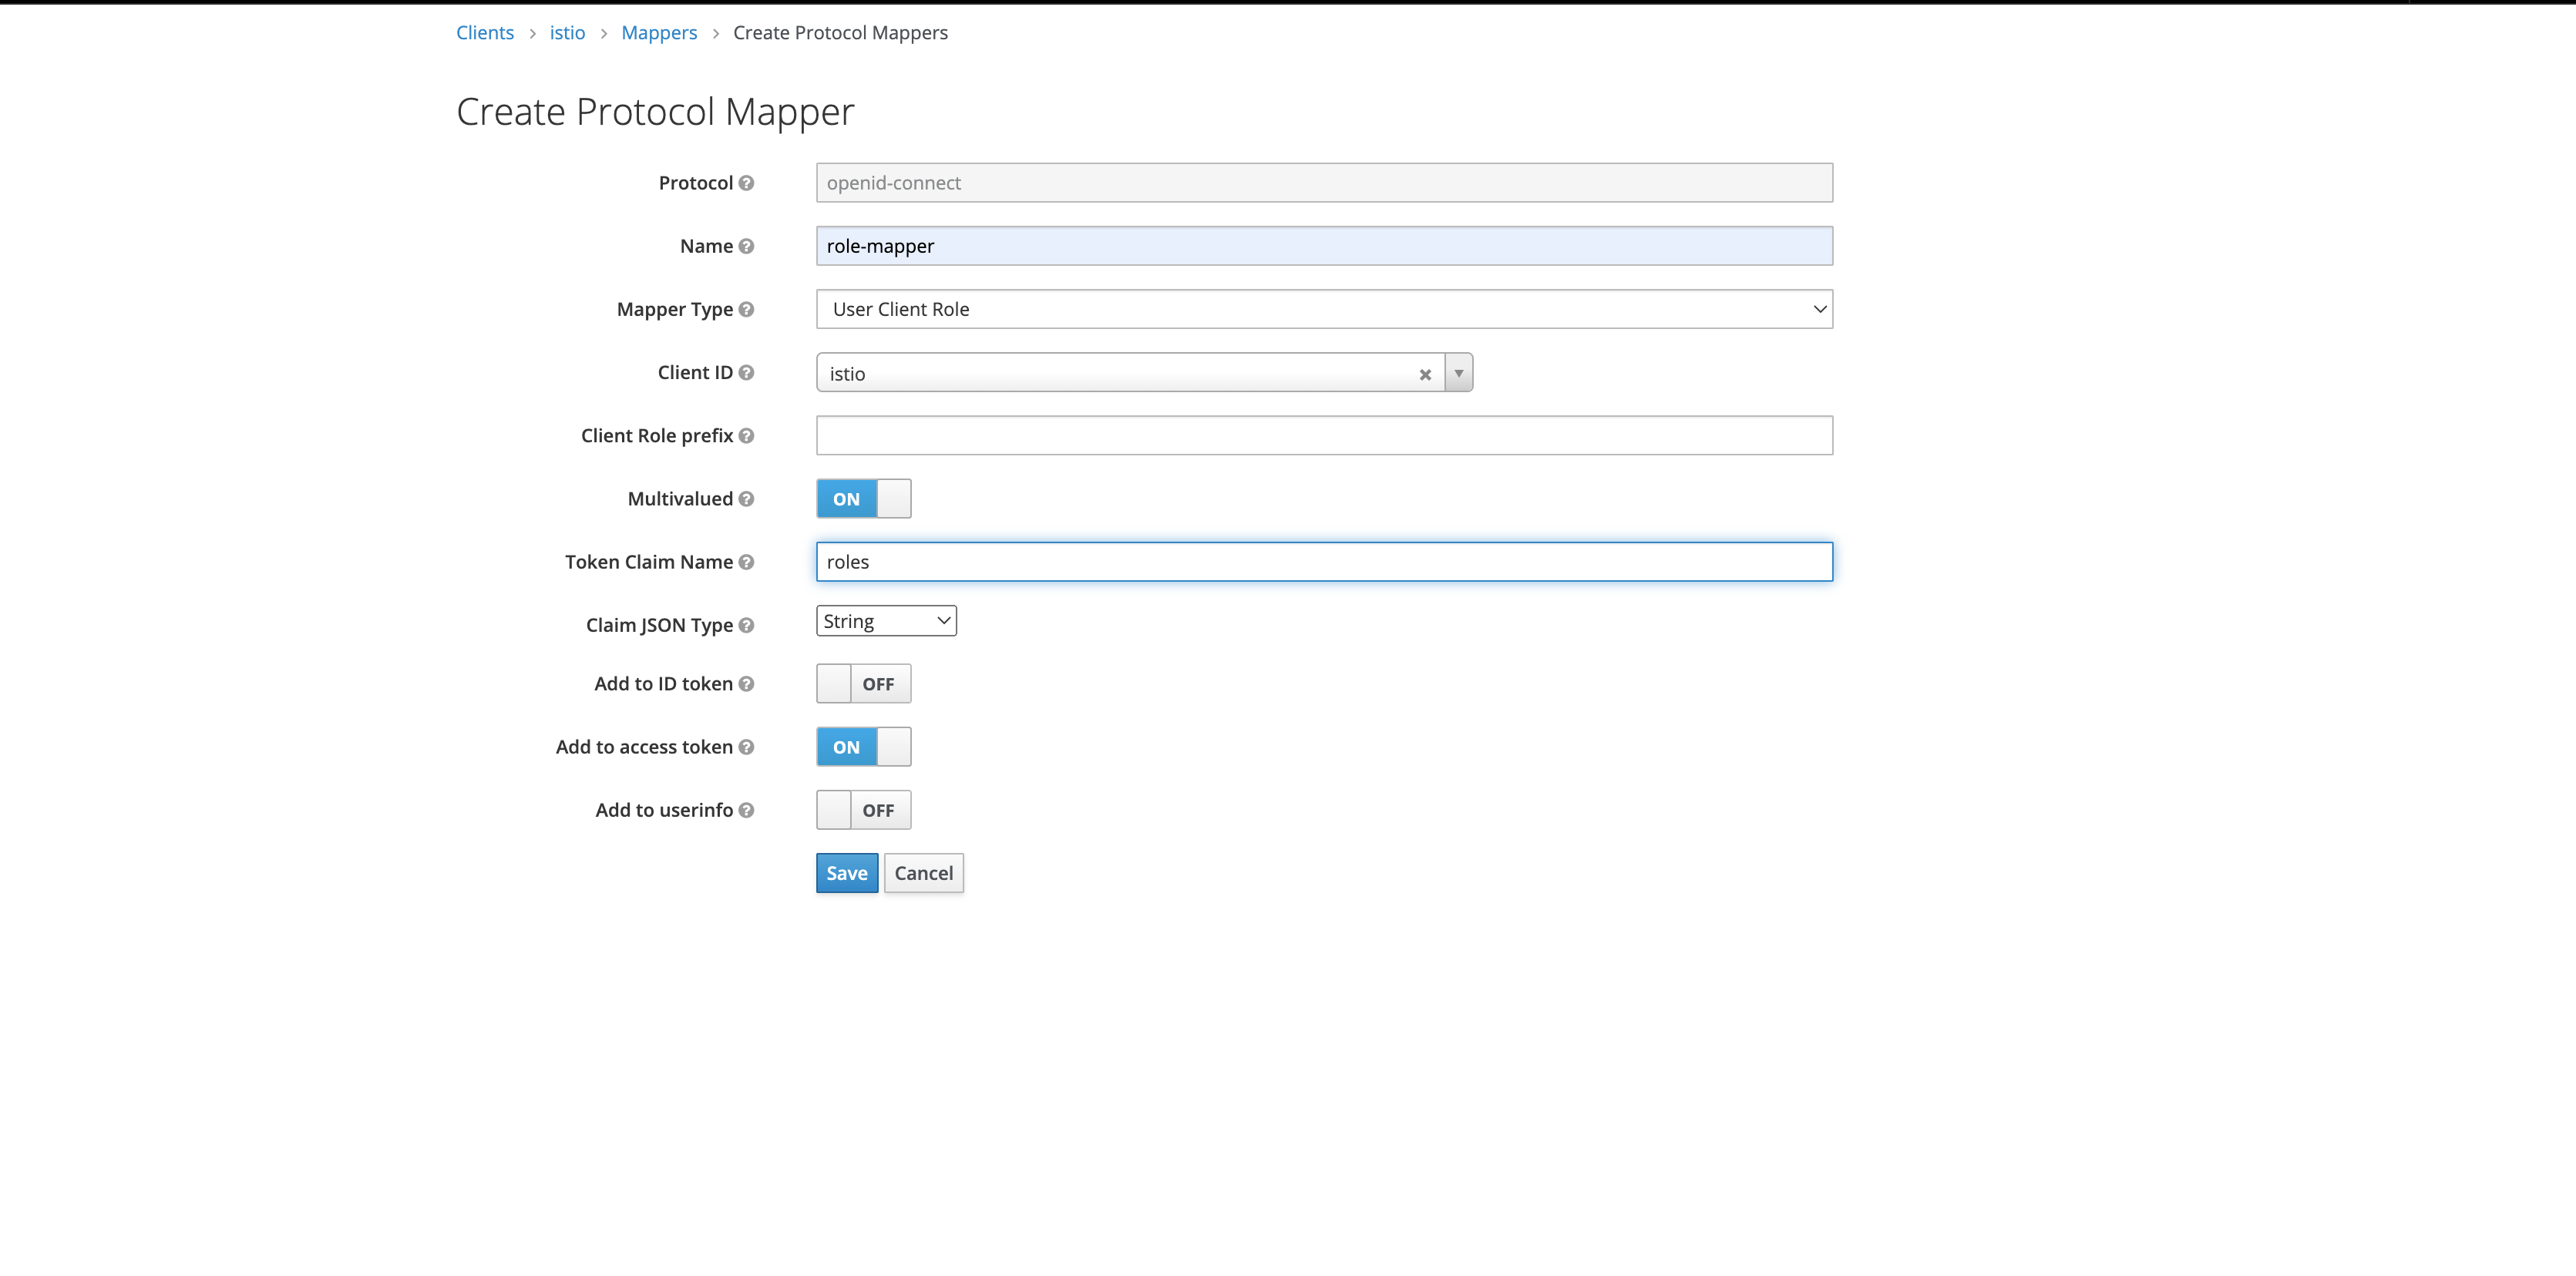 Clients > istio > Mappers > Create Protocol Mappers
Create Protocol Mapper
Protocol openid-connect
Name role-mapper
Mapper Type User Client Role
Client ID istio
Client Role prefix
Multivalued ON
Token Claim Name roles
Claim JSON Type String
Add to ID token OFF
Add to access token ON
Add to userinfo OFF
Save Cancel